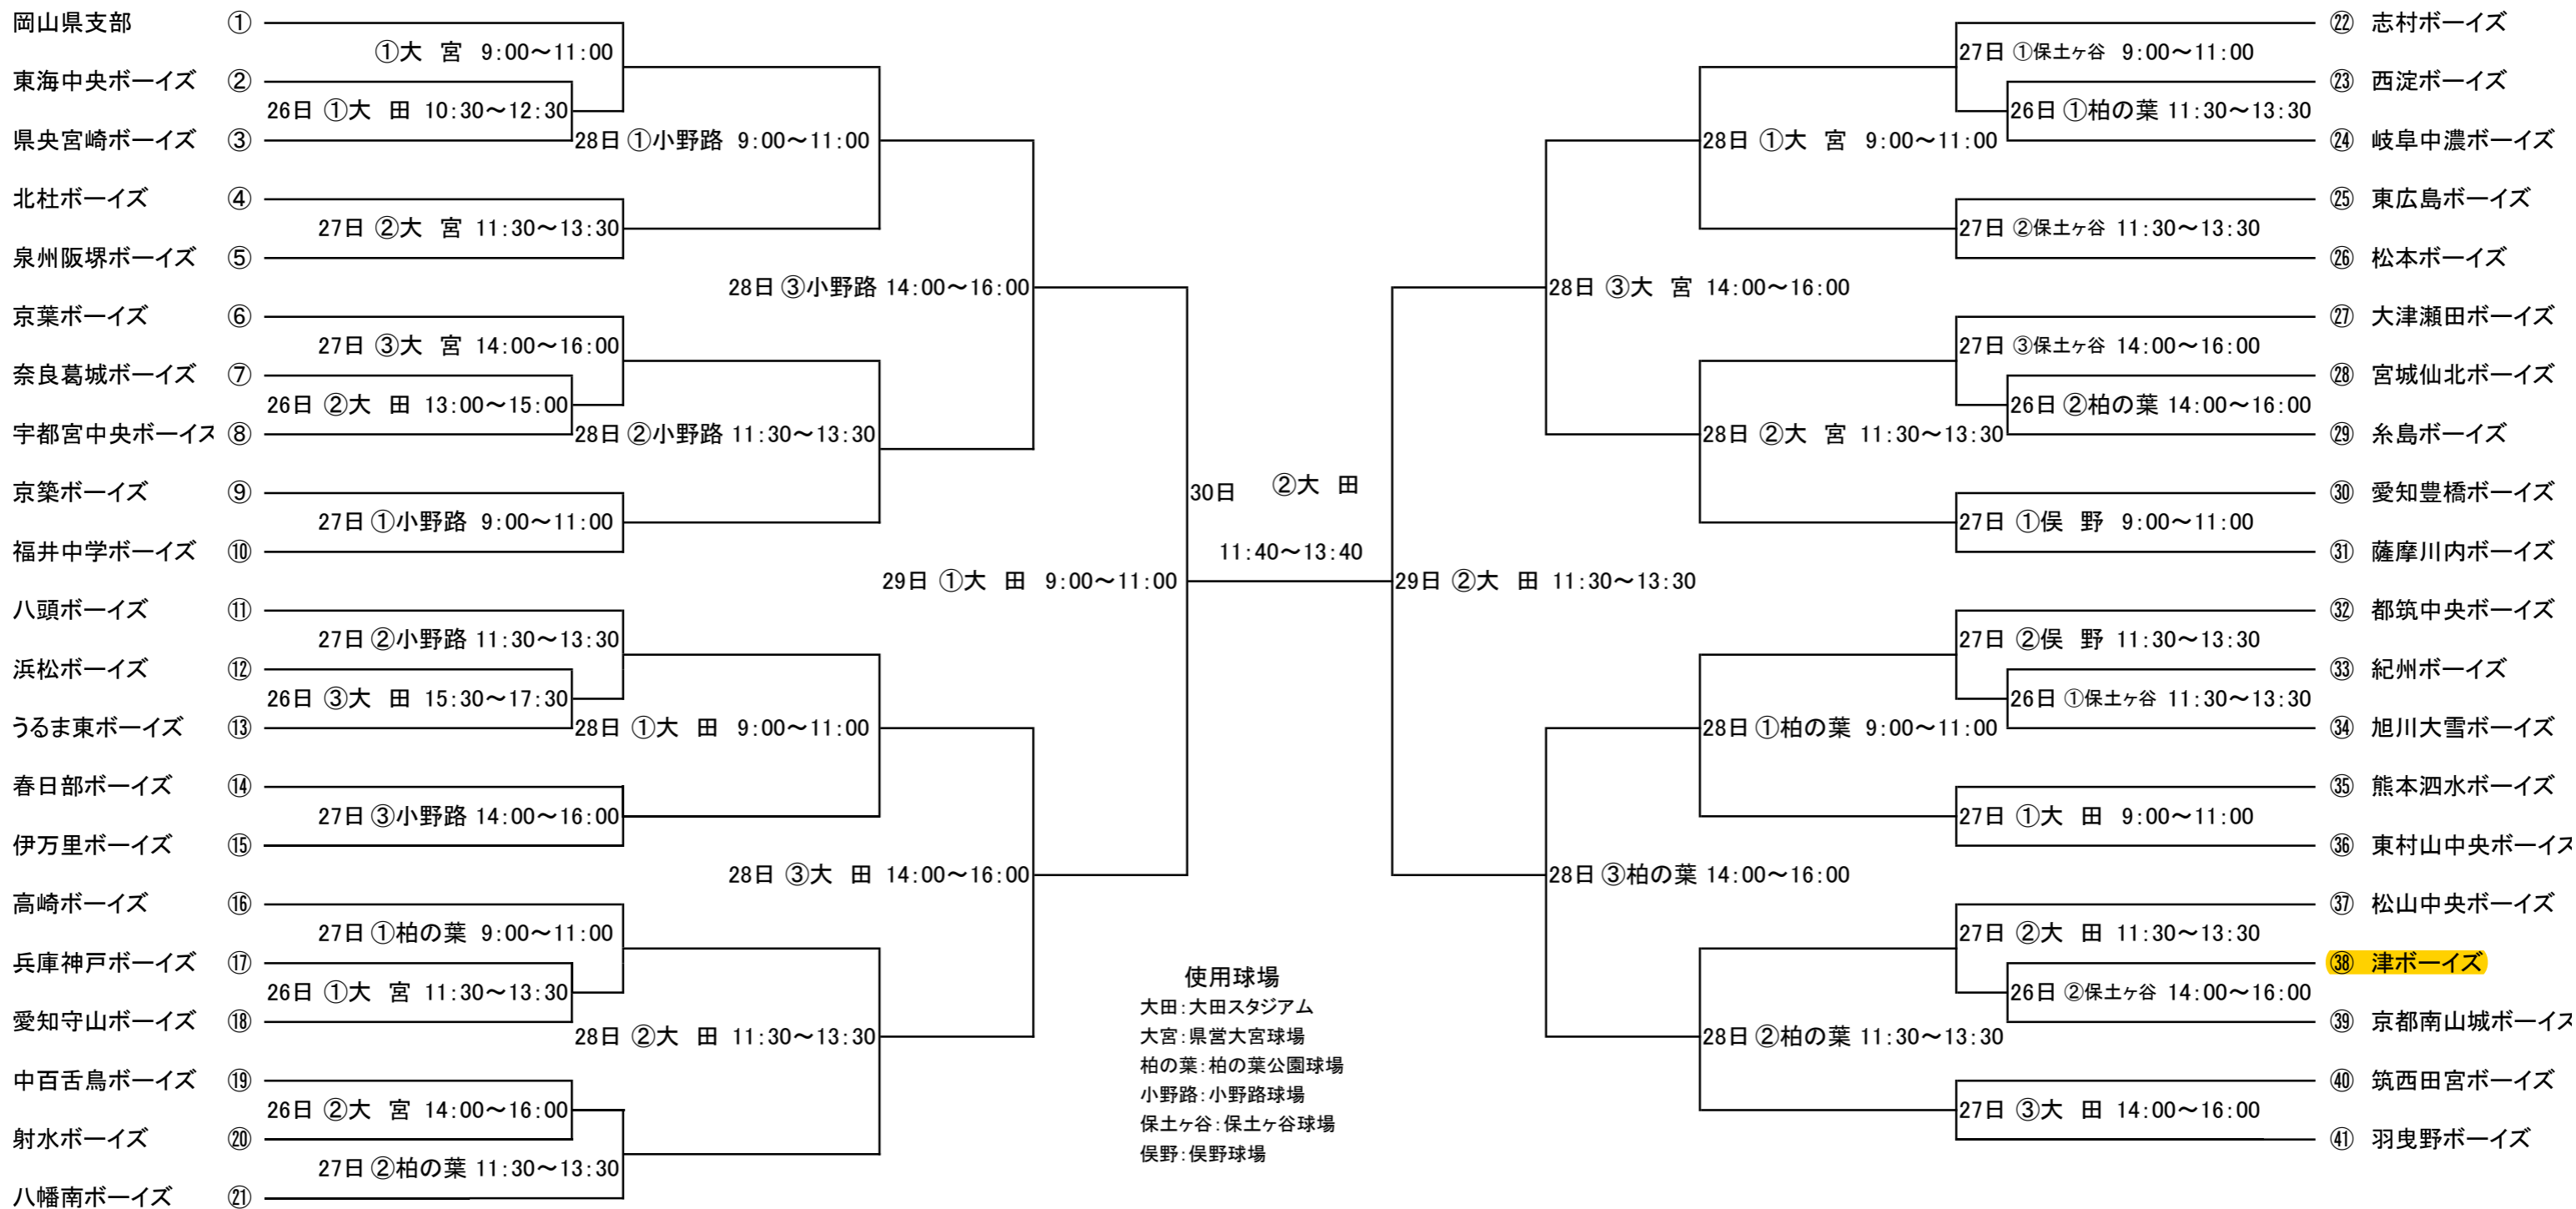 岡山県支部 ①
①大　宮 9:00～11:00
東海中央ボーイズ ②
26日 ①大　田 10:30～12:30
県央宮崎ボーイズ ③
28日 ①小野路 9:00～11:00
北杜ボーイズ ④
27日 ②大　宮 11:30～13:30
泉州阪堺ボーイズ ⑤
28日 ③小野路 14:00～16:00
京葉ボーイズ ⑥
27日 ③大　宮 14:00～16:00
奈良葛城ボーイズ ⑦
26日 ②大　田 13:00～15:00
宇都宮中央ボーイズ ⑧
28日 ②小野路 11:30～13:30
京築ボーイズ ⑨
27日 ①小野路 9:00～11:00
福井中学ボーイズ ⑩
29日 ①大　田 9:00～11:00
八頭ボーイズ ⑪
27日 ②小野路 11:30～13:30
浜松ボーイズ ⑫
26日 ③大　田 15:30～17:30
うるま東ボーイズ ⑬
28日 ①大　田 9:00～11:00
春日部ボーイズ ⑭
27日 ③小野路 14:00～16:00
伊万里ボーイズ ⑮
28日 ③大　田 14:00～16:00
高崎ボーイズ ⑯
27日 ①柏の葉 9:00～11:00
兵庫神戸ボーイズ ⑰
26日 ①大　宮 11:30～13:30
愛知守山ボーイズ ⑱
28日 ②大　田 11:30～13:30
中百舌鳥ボーイズ ⑲
26日 ②大　宮 14:00～16:00
射水ボーイズ ⑳
27日 ②柏の葉 11:30～13:30
八幡南ボーイズ ㉑
30日 ②大　田
11:40～13:40
使用球場
大田：大田スタジアム
大宮：県営大宮球場
柏の葉：柏の葉公園球場
小野路：小野路球場
保土ヶ谷：保土ヶ谷球場
俣野：俣野球場
㉒ 志村ボーイズ
27日 ①保土ヶ谷 9:00～11:00
㉓ 西淀ボーイズ
26日 ①柏の葉 11:30～13:30
28日 ①大　宮 9:00～11:00
㉔ 岐阜中濃ボーイズ
㉕ 東広島ボーイズ
27日 ②保土ヶ谷 11:30～13:30
㉖ 松本ボーイズ
28日 ③大　宮 14:00～16:00
㉗ 大津瀬田ボーイズ
27日 ③保土ヶ谷 14:00～16:00
㉘ 宮城仙北ボーイズ
26日 ②柏の葉 14:00～16:00
28日 ②大　宮 11:30～13:30
㉙ 糸島ボーイズ
㉚ 愛知豊橋ボーイズ
27日 ①俣　野 9:00～11:00
㉛ 薩摩川内ボーイズ
29日 ②大　田 11:30～13:30
㉜ 都筑中央ボーイズ
27日 ②俣　野 11:30～13:30
㉝ 紀州ボーイズ
26日 ①保土ヶ谷 11:30～13:30
28日 ①柏の葉 9:00～11:00
㉞ 旭川大雪ボーイズ
㉟ 熊本泗水ボーイズ
27日 ①大　田 9:00～11:00
㊱ 東村山中央ボーイズ
28日 ③柏の葉 14:00～16:00
㊲ 松山中央ボーイズ
27日 ②大　田 11:30～13:30
㊳ 津ボーイズ
26日 ②保土ヶ谷 14:00～16:00
㊴ 京都南山城ボーイズ
28日 ②柏の葉 11:30～13:30
㊵ 筑西田宮ボーイズ
27日 ③大　田 14:00～16:00
㊶ 羽曳野ボーイズ